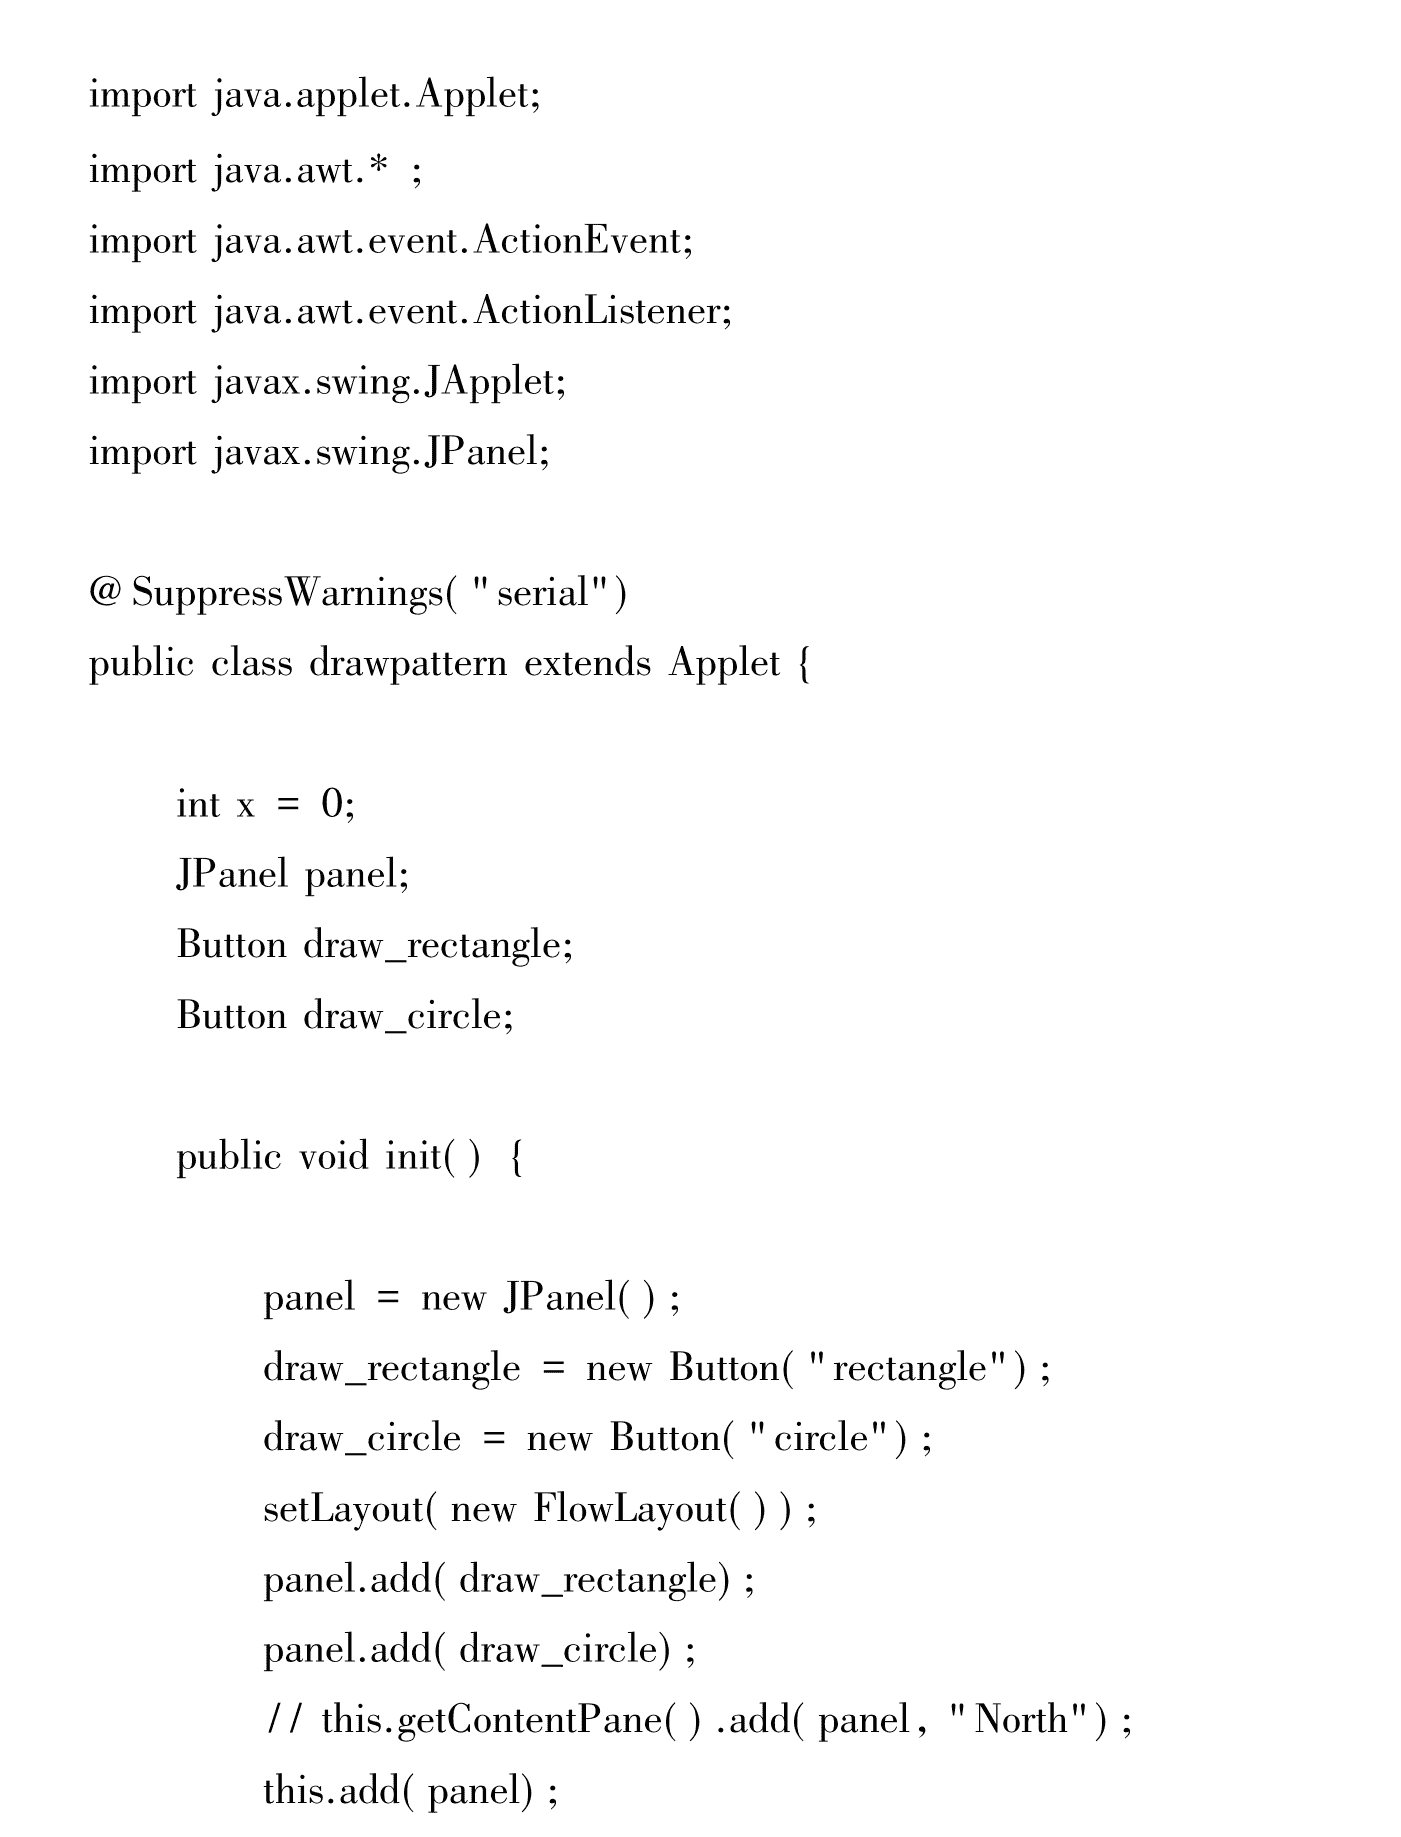 import java.applet.Applet;
import java.awt.* ;
import java.awt.event.ActionEvent;
import java.awt.event.ActionListener;
import javax.swing.JApplet;
import javax.swing.JPanel;
@ SuppressWarnings( "serial")
public class drawpattern extends Applet {
int x = 0;
JPanel panel;
Button draw_rectangle;
Button draw_circle;
public void init( ) {
panel = new JPanel( ) ;
draw_rectangle = new Button( "rectangle") ;
draw_circle = new Button( "circle") ;
setLayout( new FlowLayout( ) ) ;
panel.add( draw_rectangle) ;
panel.add( draw_circle) ;
// this.getContentPane( ) .add( panel, "North") ;
this.add( panel) ;